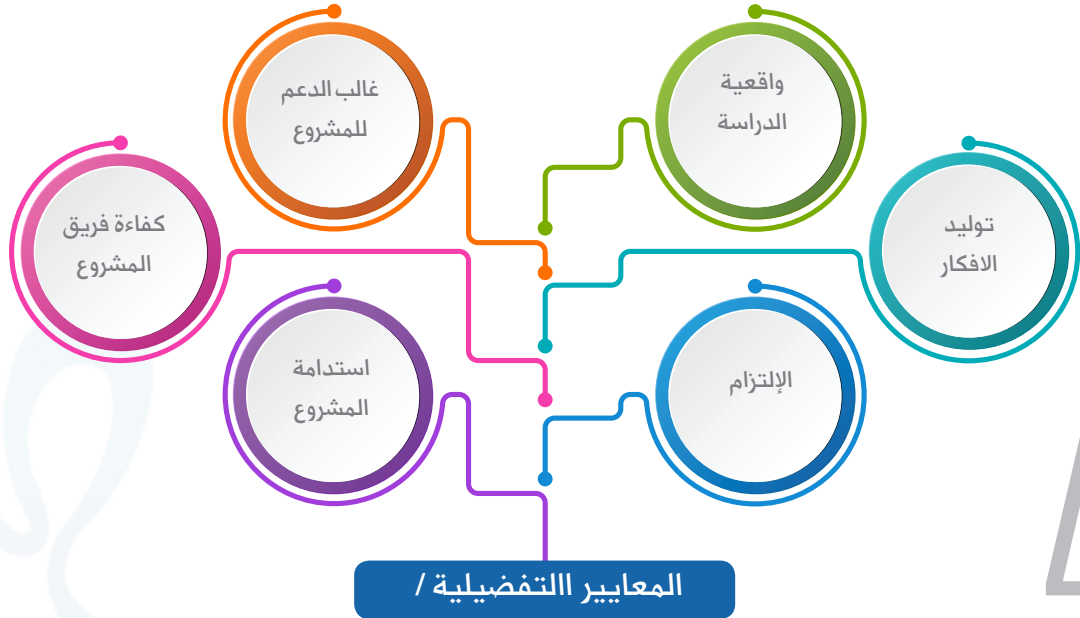 واقعية
الدراسة
غالب الدعم
للمشروع
توليد
الافكار
كفاءة فريق
المشروع
الإلتزام
استدامة
المشروع
المعايير االتفضيلية /